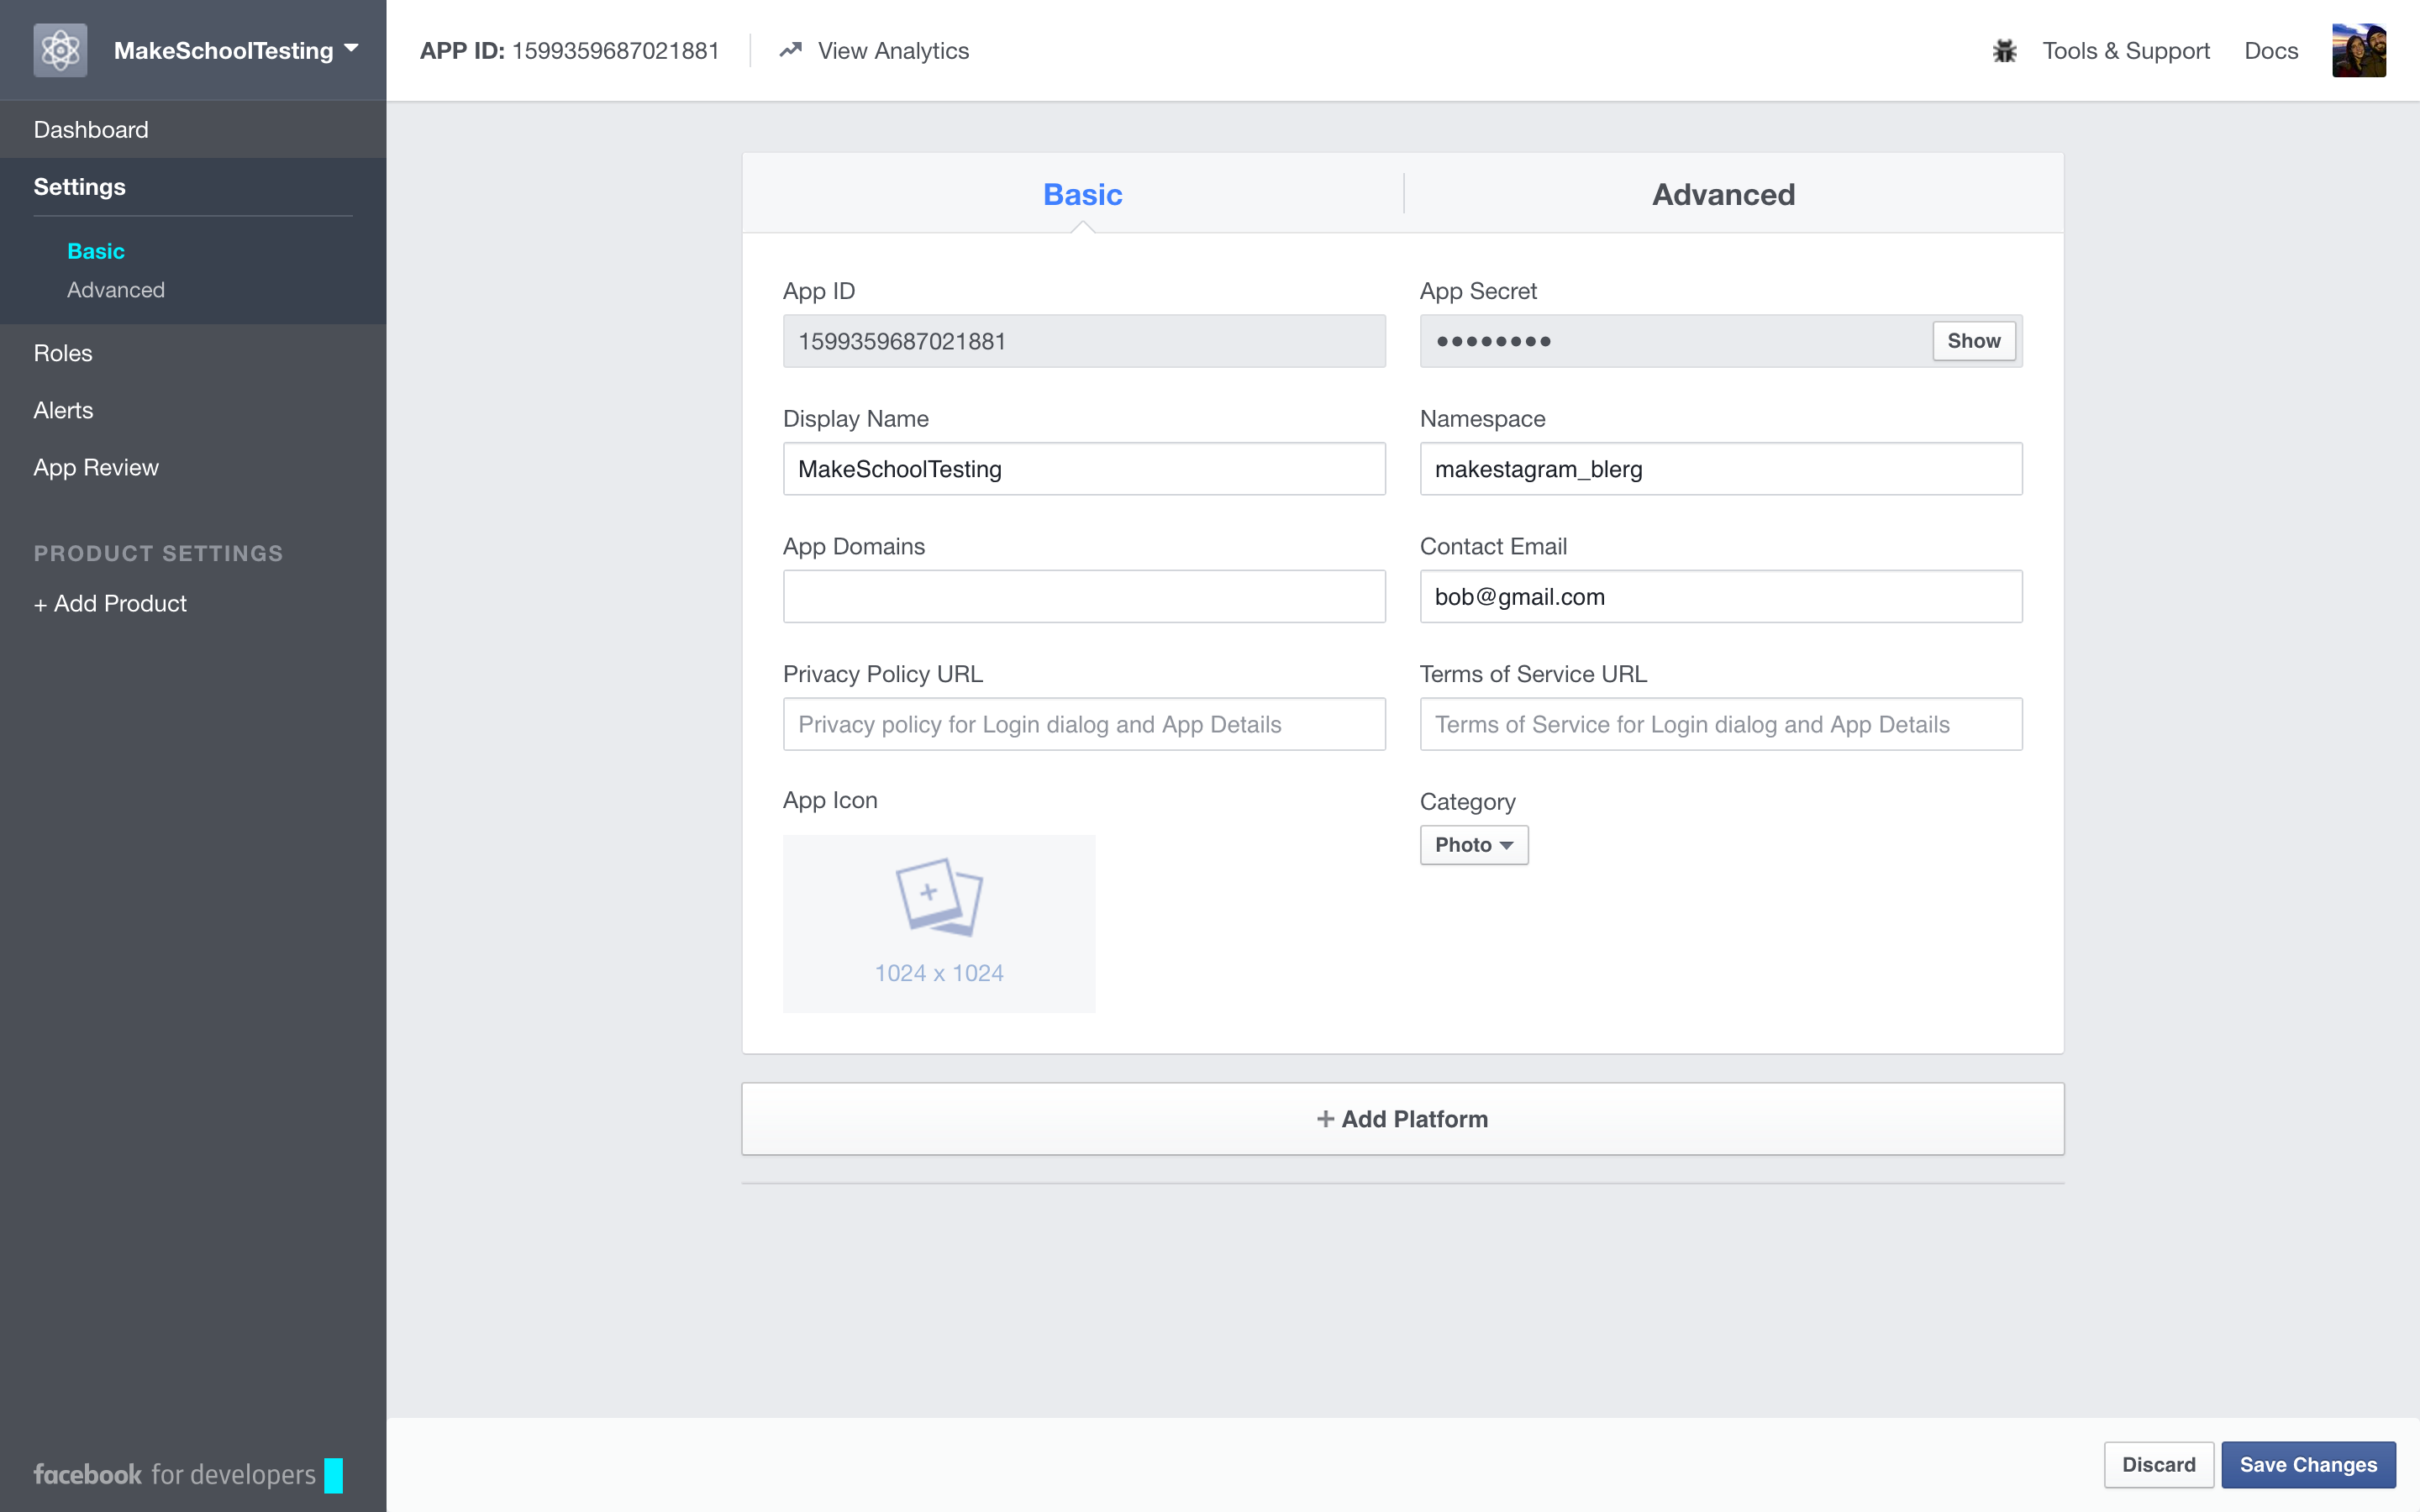 MakeSchoolTesting
APP ID: 1599359687021881
View Analytics
Tools & Support
Docs
Dashboard
Settings
Basic
Advanced
Roles
Alerts
App Review
PRODUCT SETTINGS
+ Add Product
facebook for developers
Basic
Advanced
App ID
1599359687021881
App Secret
••••••••
Show
Display Name
MakeSchoolTesting
Namespace
makestagram_blerg
App Domains
Contact Email
bob@gmail.com
Privacy Policy URL
Privacy policy for Login dialog and App Details
Terms of Service URL
Terms of Service for Login dialog and App Details
App Icon
1024 x 1024
Category
Photo
+ Add Platform
Discard
Save Changes